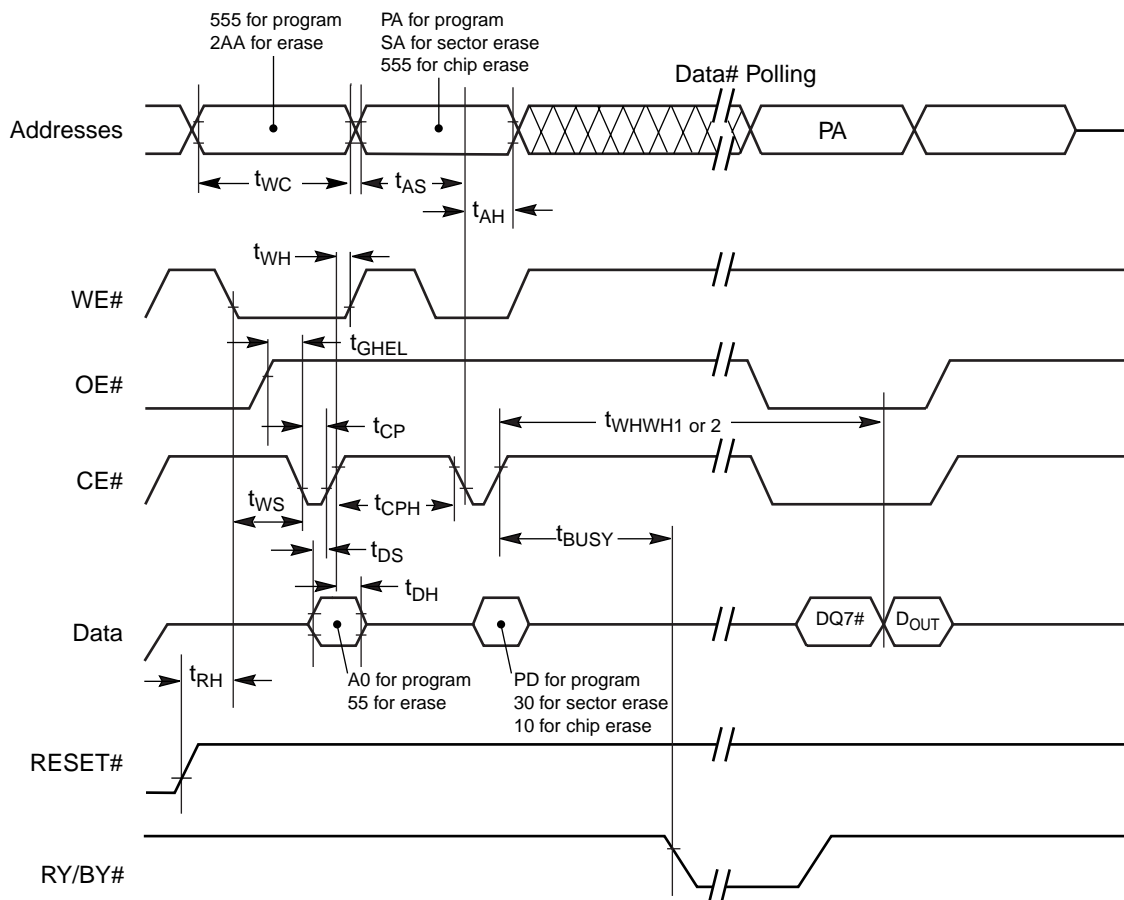 555 for program
2AA for erase
PA for program
SA for sector erase
555 for chip erase
Data# Polling
Addresses
PA
tWC
tAS
tAH
tWH
WE#
tGHEL
OE#
tWHWH1 or 2
tCP
CE#
tWS
tCPH
tBUSY
tDS
tDH
Data
DQ7#
DOUT
tRH
A0 for program
55 for erase
PD for program
30 for sector erase
10 for chip erase
RESET#
RY/BY#